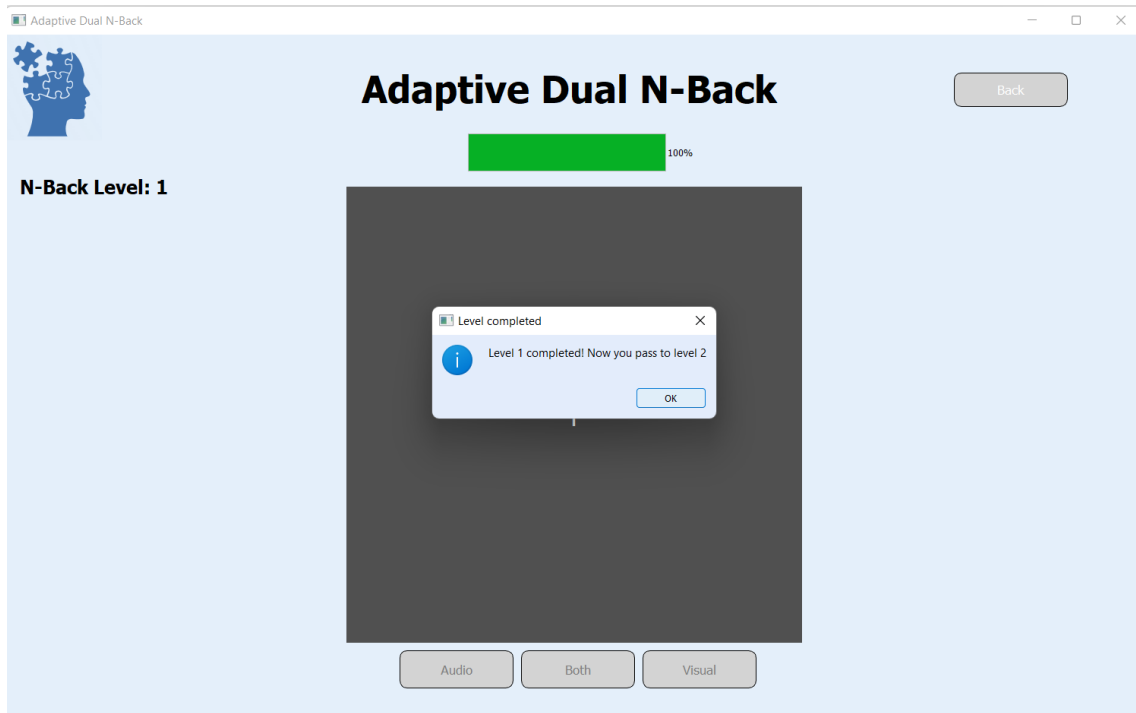 Adaptive Dual N-Back
Adaptive Dual N-Back
Back
100%
N-Back Level: 1
Level completed
Level 1 completed! Now you pass to level 2
OK
Audio
Both
Visual